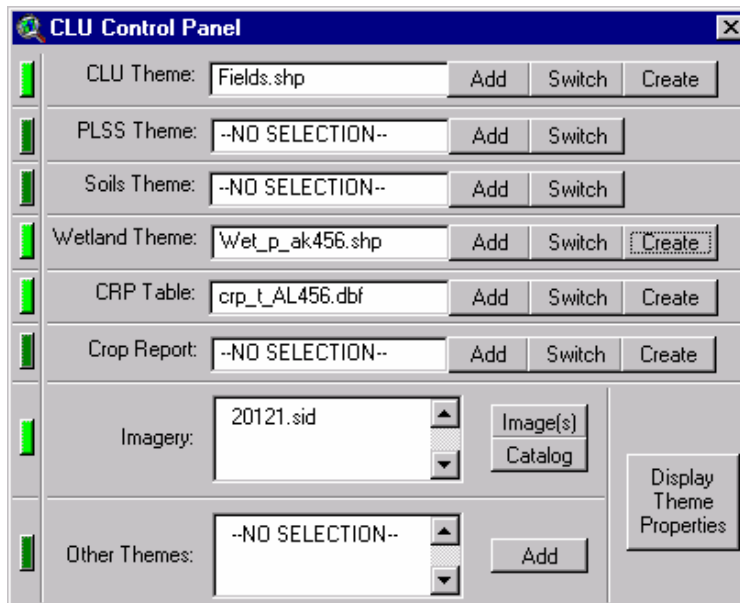 CLU Control Panel
CLU Theme: Fields.shp Add Switch Create
PLSS Theme: --NO SELECTION-- Add Switch
Soils Theme: --NO SELECTION-- Add Switch
Wetland Theme: Wet_p_ak456.shp Add Switch Create
CRP Table: crp_t_AL456.dbf Add Switch Create
Crop Report: --NO SELECTION-- Add Switch Create
Imagery: 20121.sid Image(s)
Catalog
Display
Theme
Properties
Other Themes: --NO SELECTION-- Add